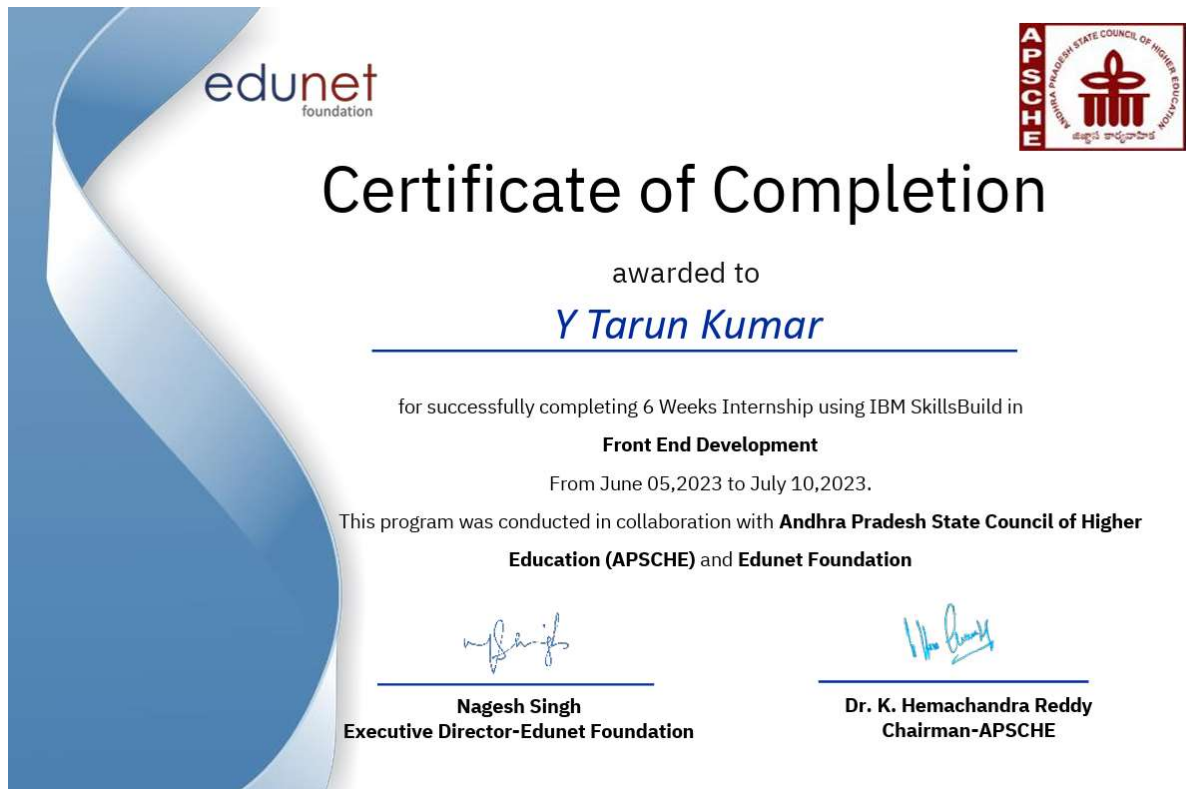 edunet
foundation
APSCHE
ANDHRA PRADESH STATE COUNCIL OF HIGHER EDUCATION
Certificate of Completion
awarded to
Y Tarun Kumar
for successfully completing 6 Weeks Internship using IBM SkillsBuild in
Front End Development
From June 05,2023 to July 10,2023.
This program was conducted in collaboration with Andhra Pradesh State Council of Higher
Education (APSCHE) and Edunet Foundation
Nagesh Singh
Executive Director-Edunet Foundation
Dr. K. Hemachandra Reddy
Chairman-APSCHE